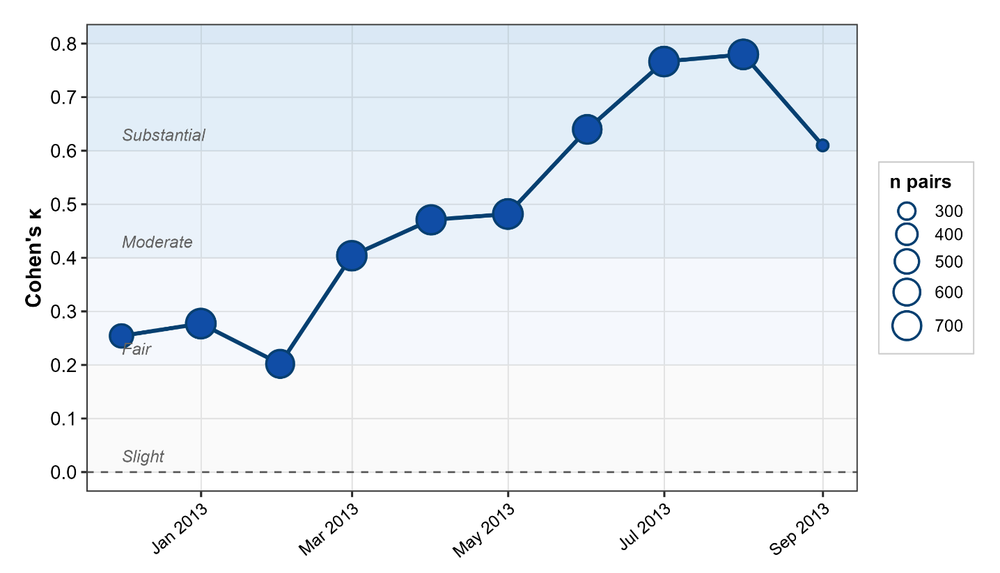 Cohen's κ
0.8
0.7
0.6
0.5
0.4
0.3
0.2
0.1
0.0
Substantial
Moderate
Fair
Slight
Jan 2013
Mar 2013
May 2013
Jul 2013
Sep 2013
n pairs
300
400
500
600
700